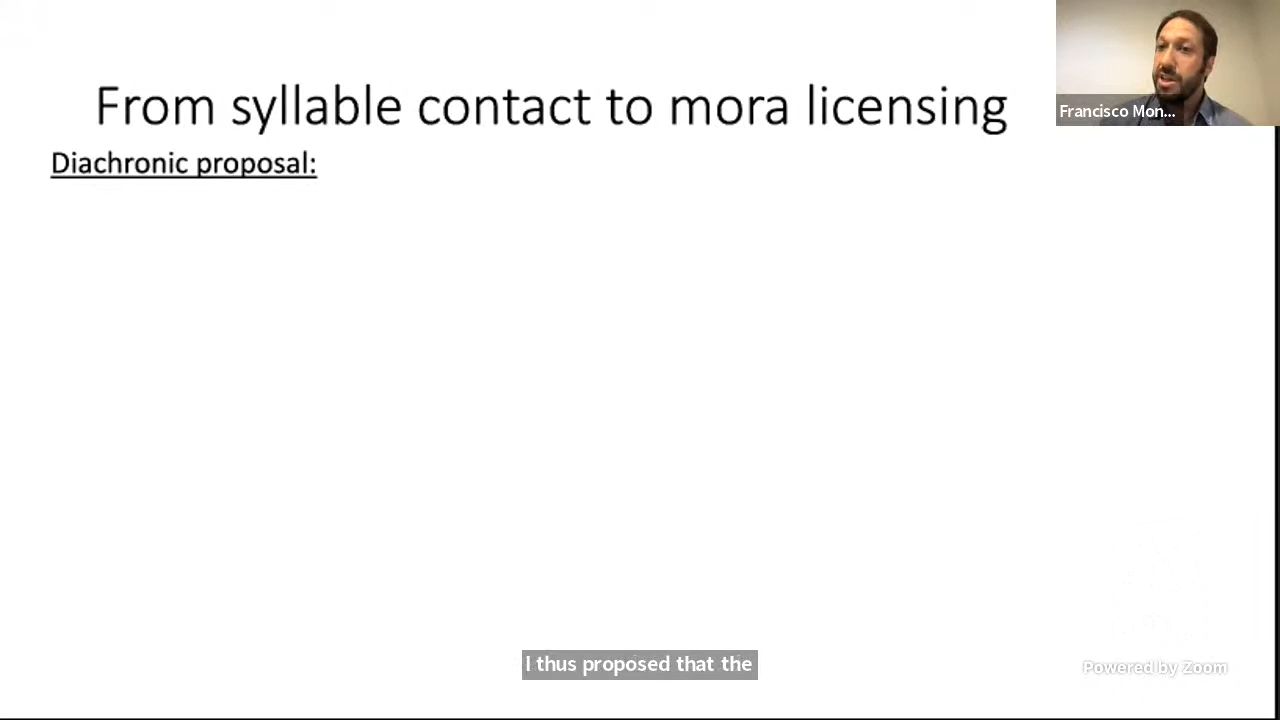 From syllable contact to mora licensing
Francisco Mon...
Diachronic proposal:
I thus proposed that the
Powered by Zoom